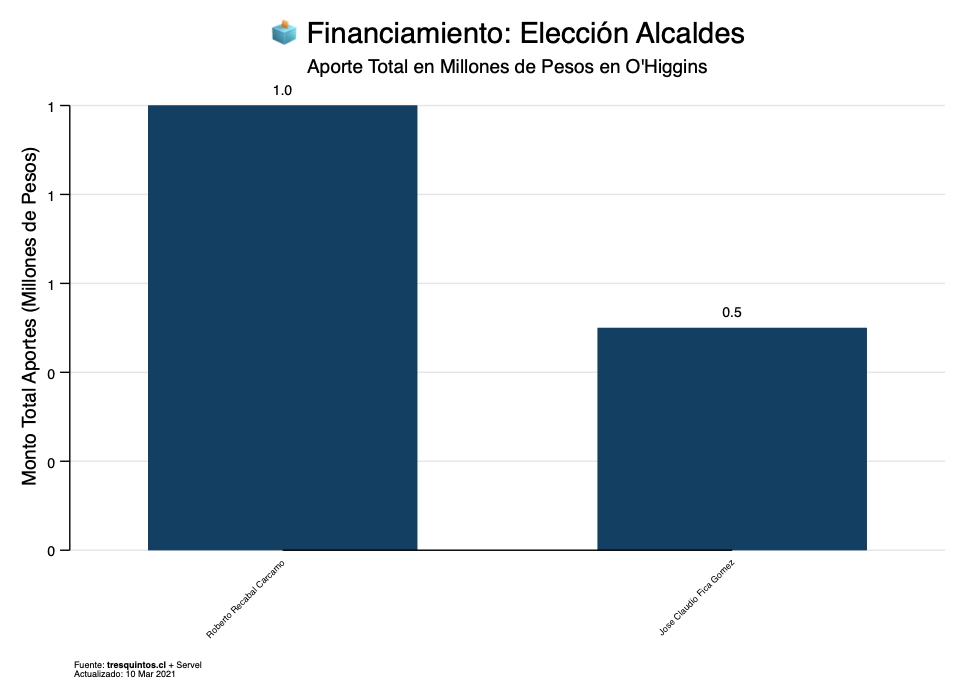 Financiamiento: Elección Alcaldes
Aporte Total en Millones de Pesos en O'Higgins
Monto Total Aportes (Millones de Pesos)
1
1
1
0
0
0
1.0
0.5
Roberto Recabal Carcamo
Jose Claudio Fica Gomez
Fuente: tresquintos.cl + Servel
Actualizado: 10 Mar 2021